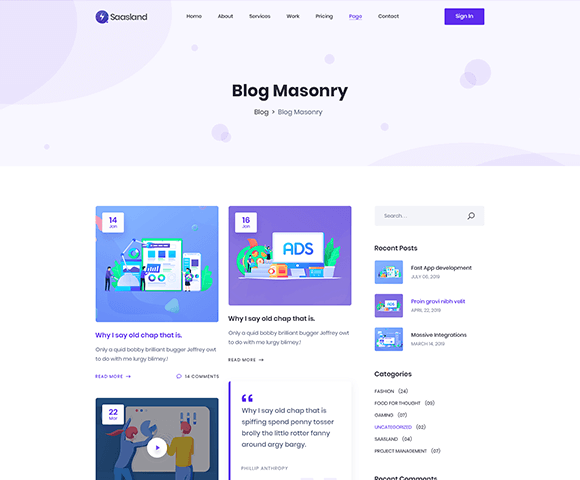 Saasland
Home About Services Work Pricing Page Contact
Sign In
Blog Masonry
Blog > Blog Masonry
14
Jan
16
Jan
ADS
Search ...
Recent Posts
Fast App development
JULY 05, 2019
Proin gravi nibh velit
APRIL 22, 2019
Massive Integrations
MARCH 14, 2019
Why I say old chap that is.
Only a quid bobby brilliant bugger Jeffrey owt
to do with me lurgy blimey.!
READ MORE → 14 COMMENTS
Why I say old chap that is.
Only a quid bobby brilliant bugger Jeffrey owt
to do with me lurgy blimey.!
READ MORE →
Categories
FASHION (24)
FOOD FOR THOUGHT (00)
GAMING (07)
UNCATEGORIZED (02)
SAASLAND (04)
PROJECT MANAGEMENT (07)
22
Mar
“
Why I say old chap that is
spiffing spend penny tosser
brolly the little rotter fanny
around argy bargy.
PHILLIP ANTHROPY
Recent Comments